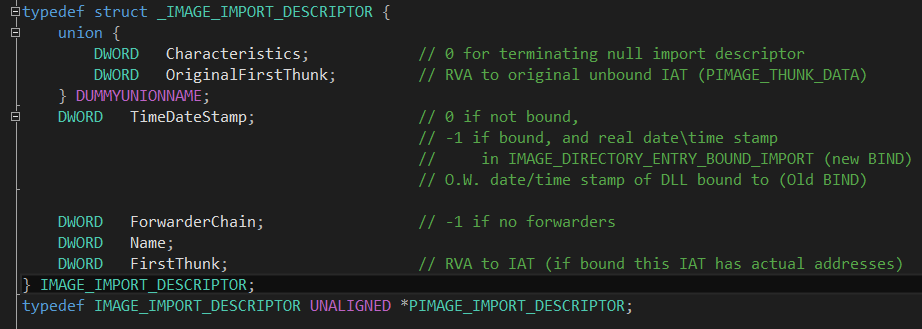 typedef struct _IMAGE_IMPORT_DESCRIPTOR {
    union {
        DWORD   Characteristics;            // 0 for terminating null import descriptor
        DWORD   OriginalFirstThunk;         // RVA to original unbound IAT (PIMAGE_THUNK_DATA)
    } DUMMYUNIONNAME;
    DWORD   TimeDateStamp;                  // 0 if not bound,
                                            // -1 if bound, and real date\time stamp
                                            //     in IMAGE_DIRECTORY_ENTRY_BOUND_IMPORT (new BIND)
                                            // O.W. date/time stamp of DLL bound to (Old BIND)
    DWORD   ForwarderChain;                 // -1 if no forwarders
    DWORD   Name;
    DWORD   FirstThunk;                     // RVA to IAT (if bound this IAT has actual addresses)
} IMAGE_IMPORT_DESCRIPTOR;
typedef IMAGE_IMPORT_DESCRIPTOR UNALIGNED *PIMAGE_IMPORT_DESCRIPTOR;